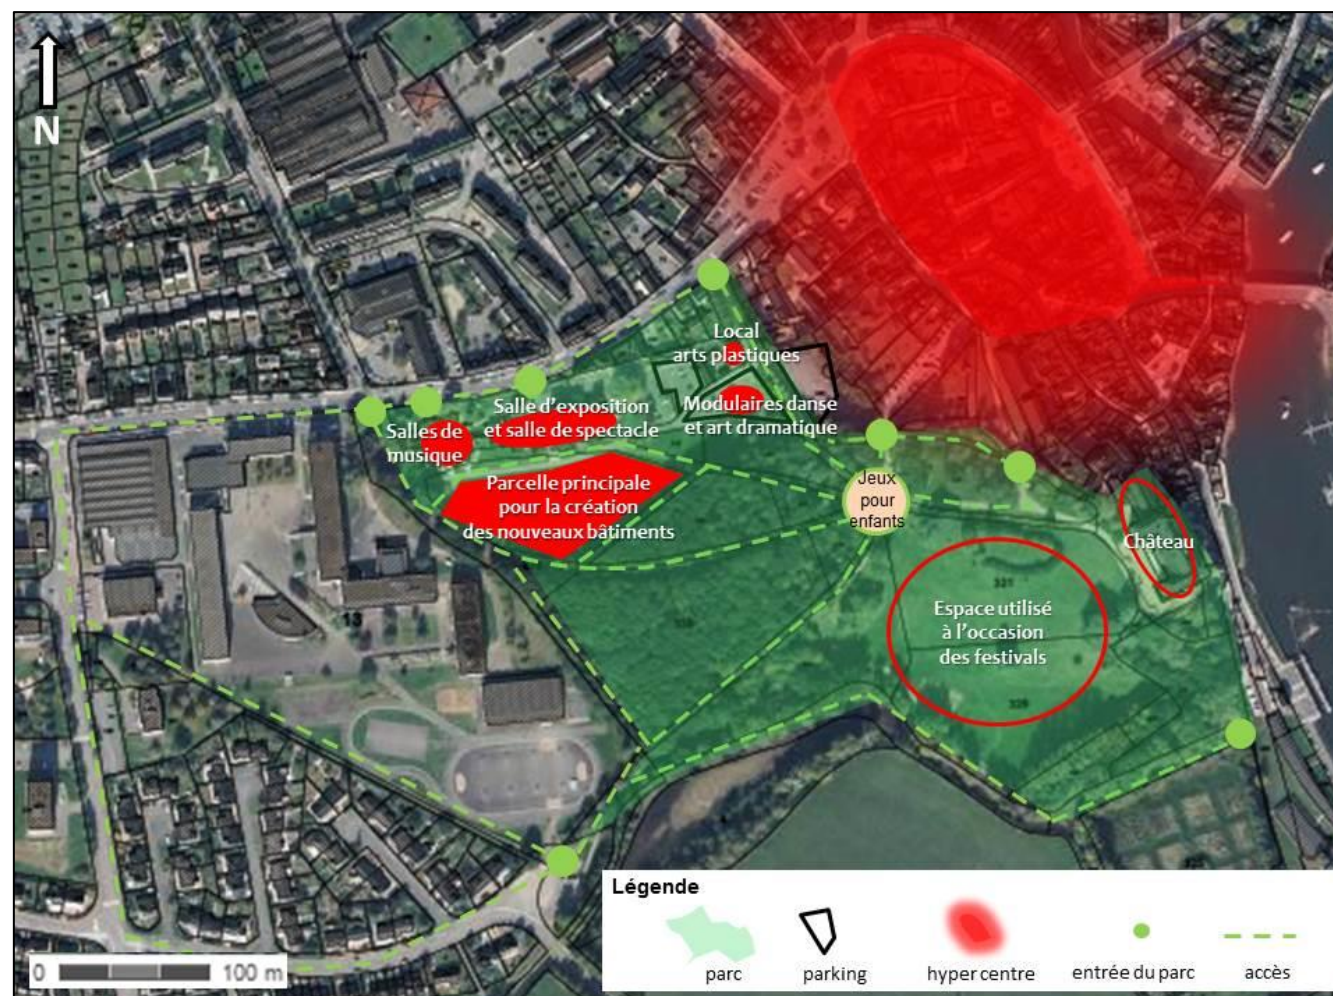 N
Local
arts plastiques
Salle d'exposition
et salle de spectacle
Modulaires danse
et art dramatique
Salles de
musique
Parcelle principale
pour la création
des nouveaux bâtiments
Jeux
pour
enfants
Château
331
Espace utilisé
à l'occasion
des festivals
13
0 100 m
Légende
parc
parking
hyper centre
entrée du parc
accès